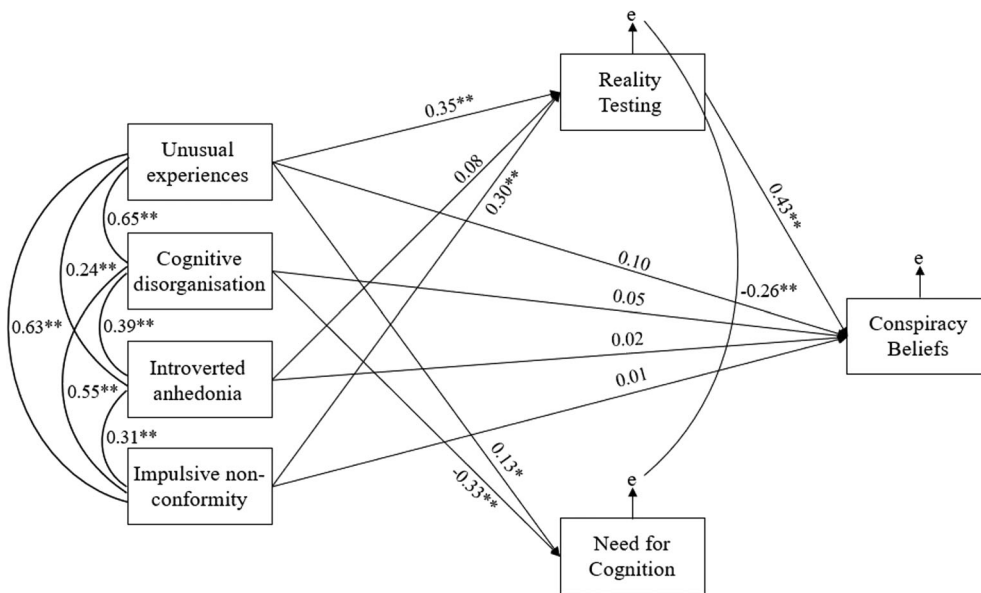 e
Reality
Testing
0.35**
Unusual
experiences
0.08
0.30**
0.43**
0.65**
Cognitive
disorganisation
0.10
e
0.24**
0.05
-0.26**
0.63**
0.39**
0.02
Conspiracy
Beliefs
Introverted
anhedonia
0.01
0.55**
0.31**
Impulsive non-
conformity
0.13*
-0.33**
e
Need for
Cognition